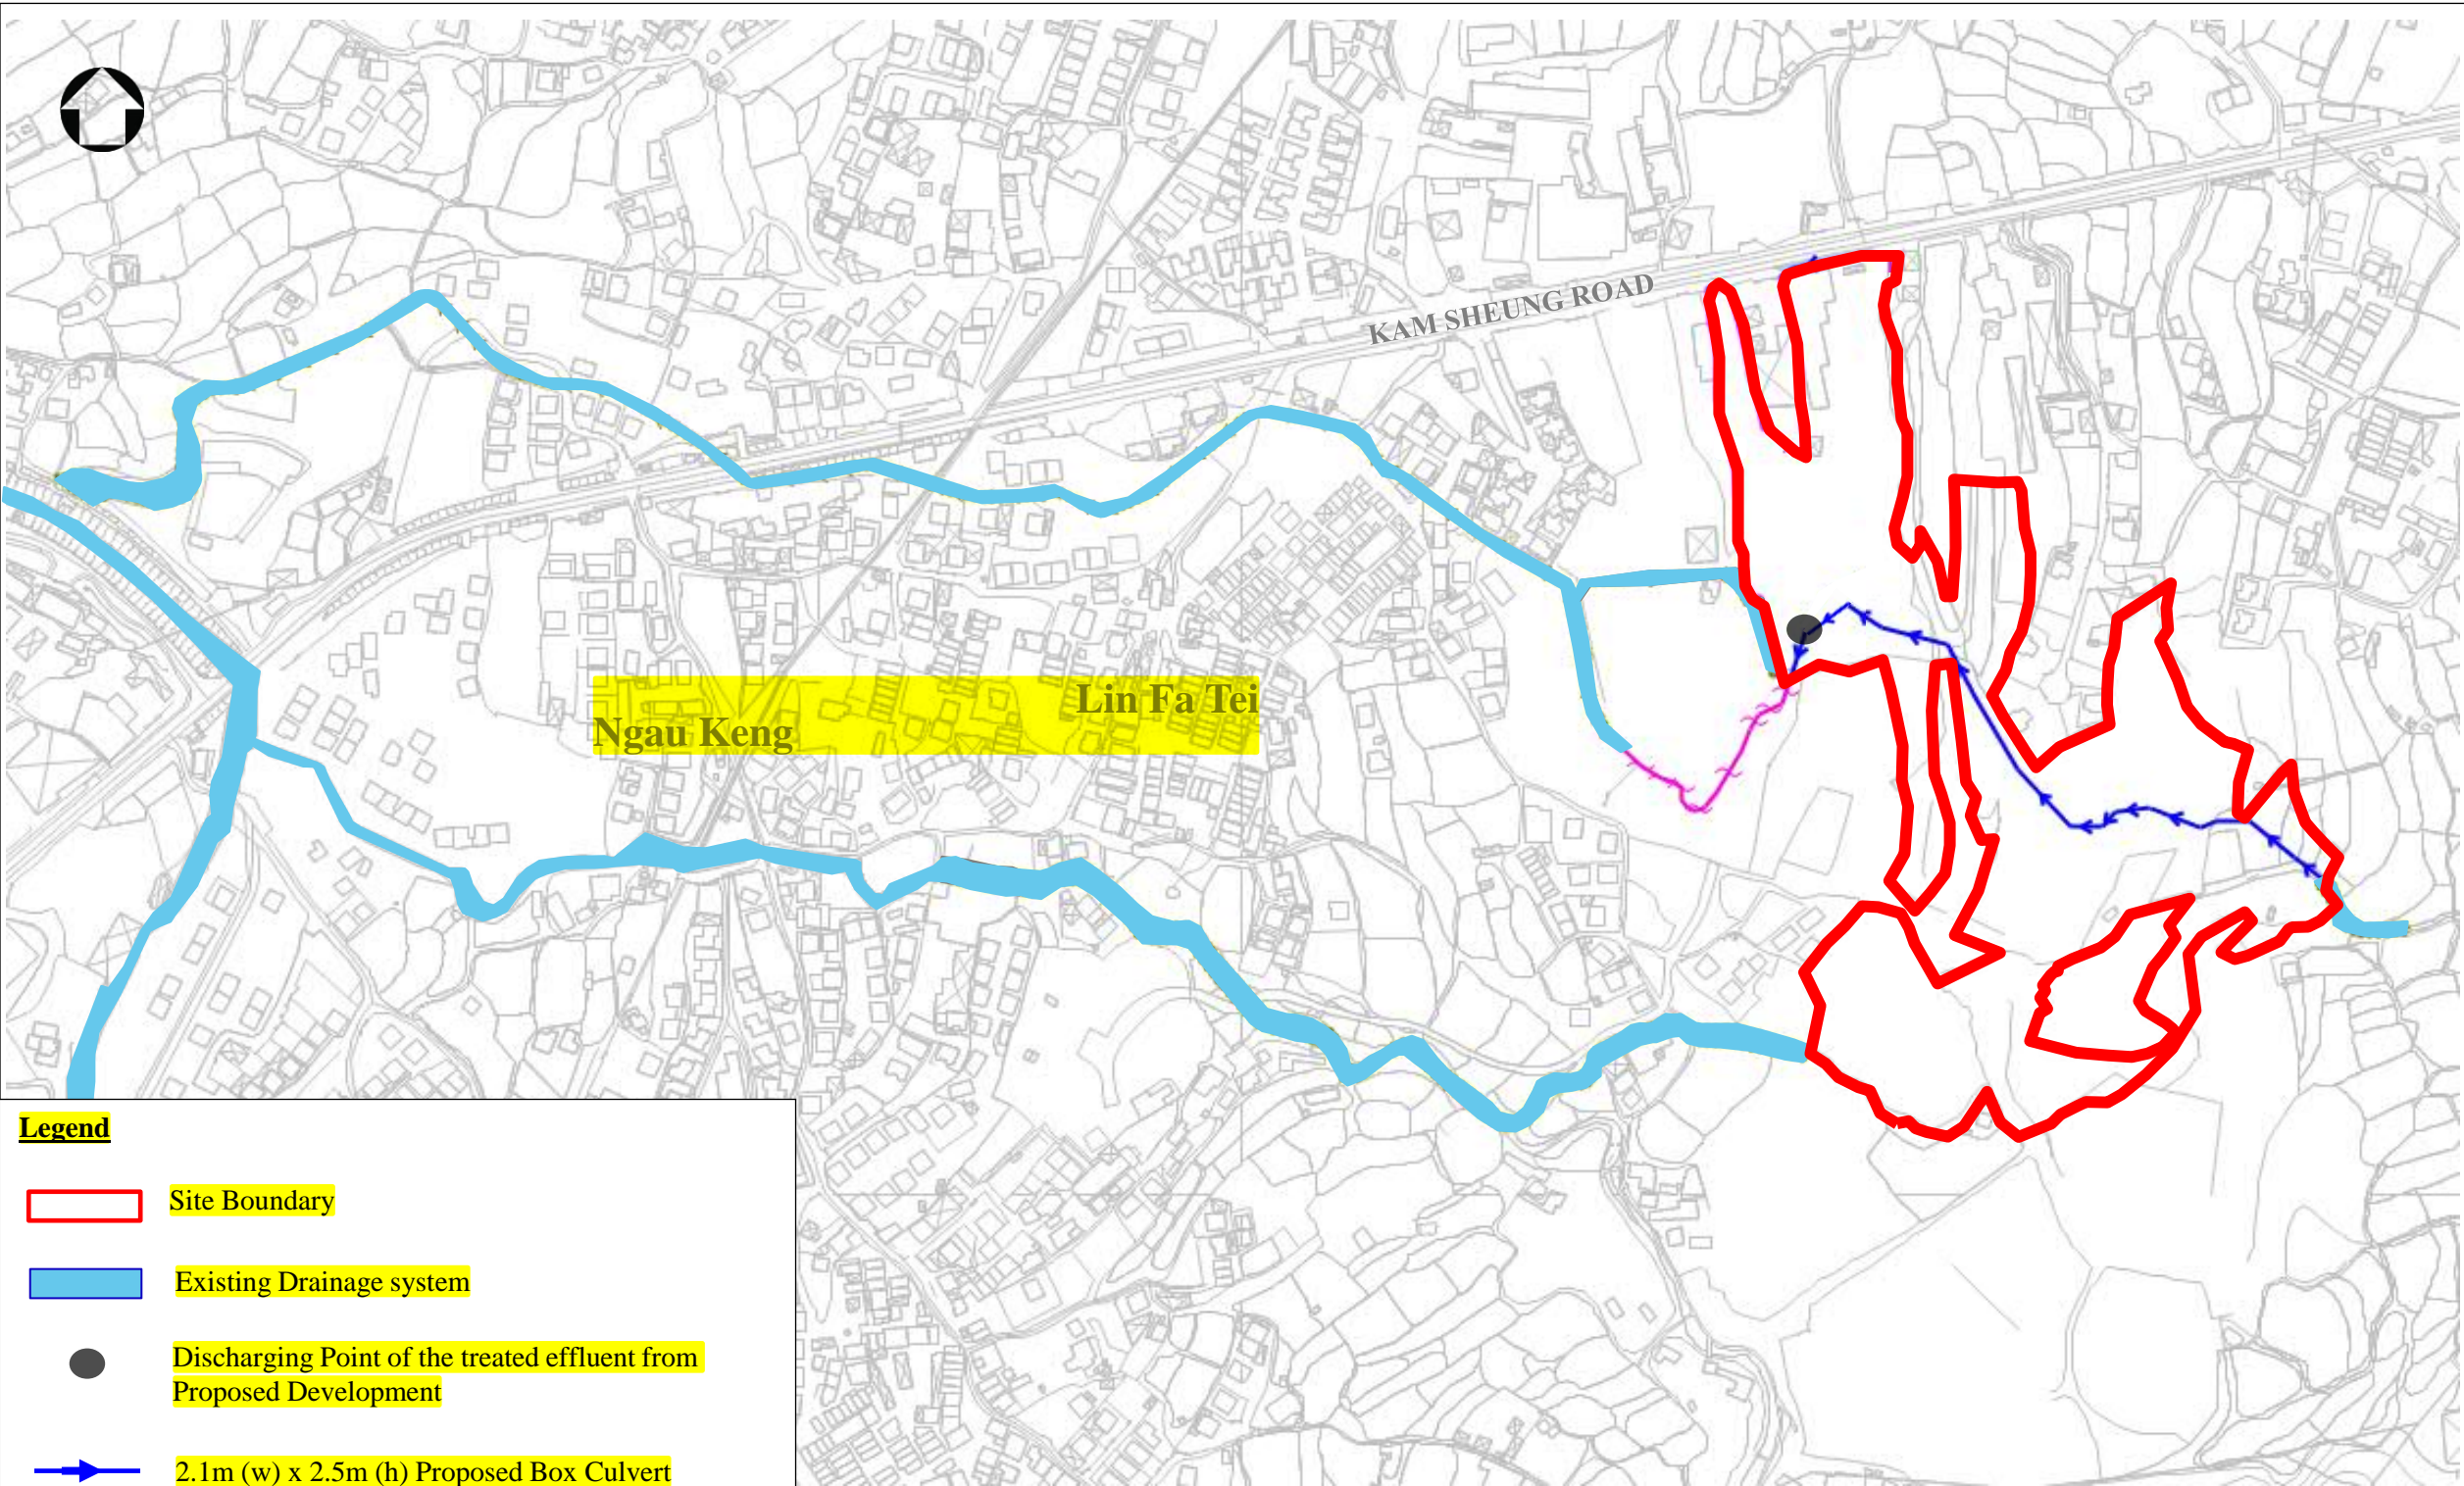 KAM SHEUNG ROAD
Lin Fa Tei
Ngau Keng
Legend
Site Boundary
Existing Drainage system
Discharging Point of the treated effluent from
Proposed Development
2.1m (w) x 2.5m (h) Proposed Box Culvert